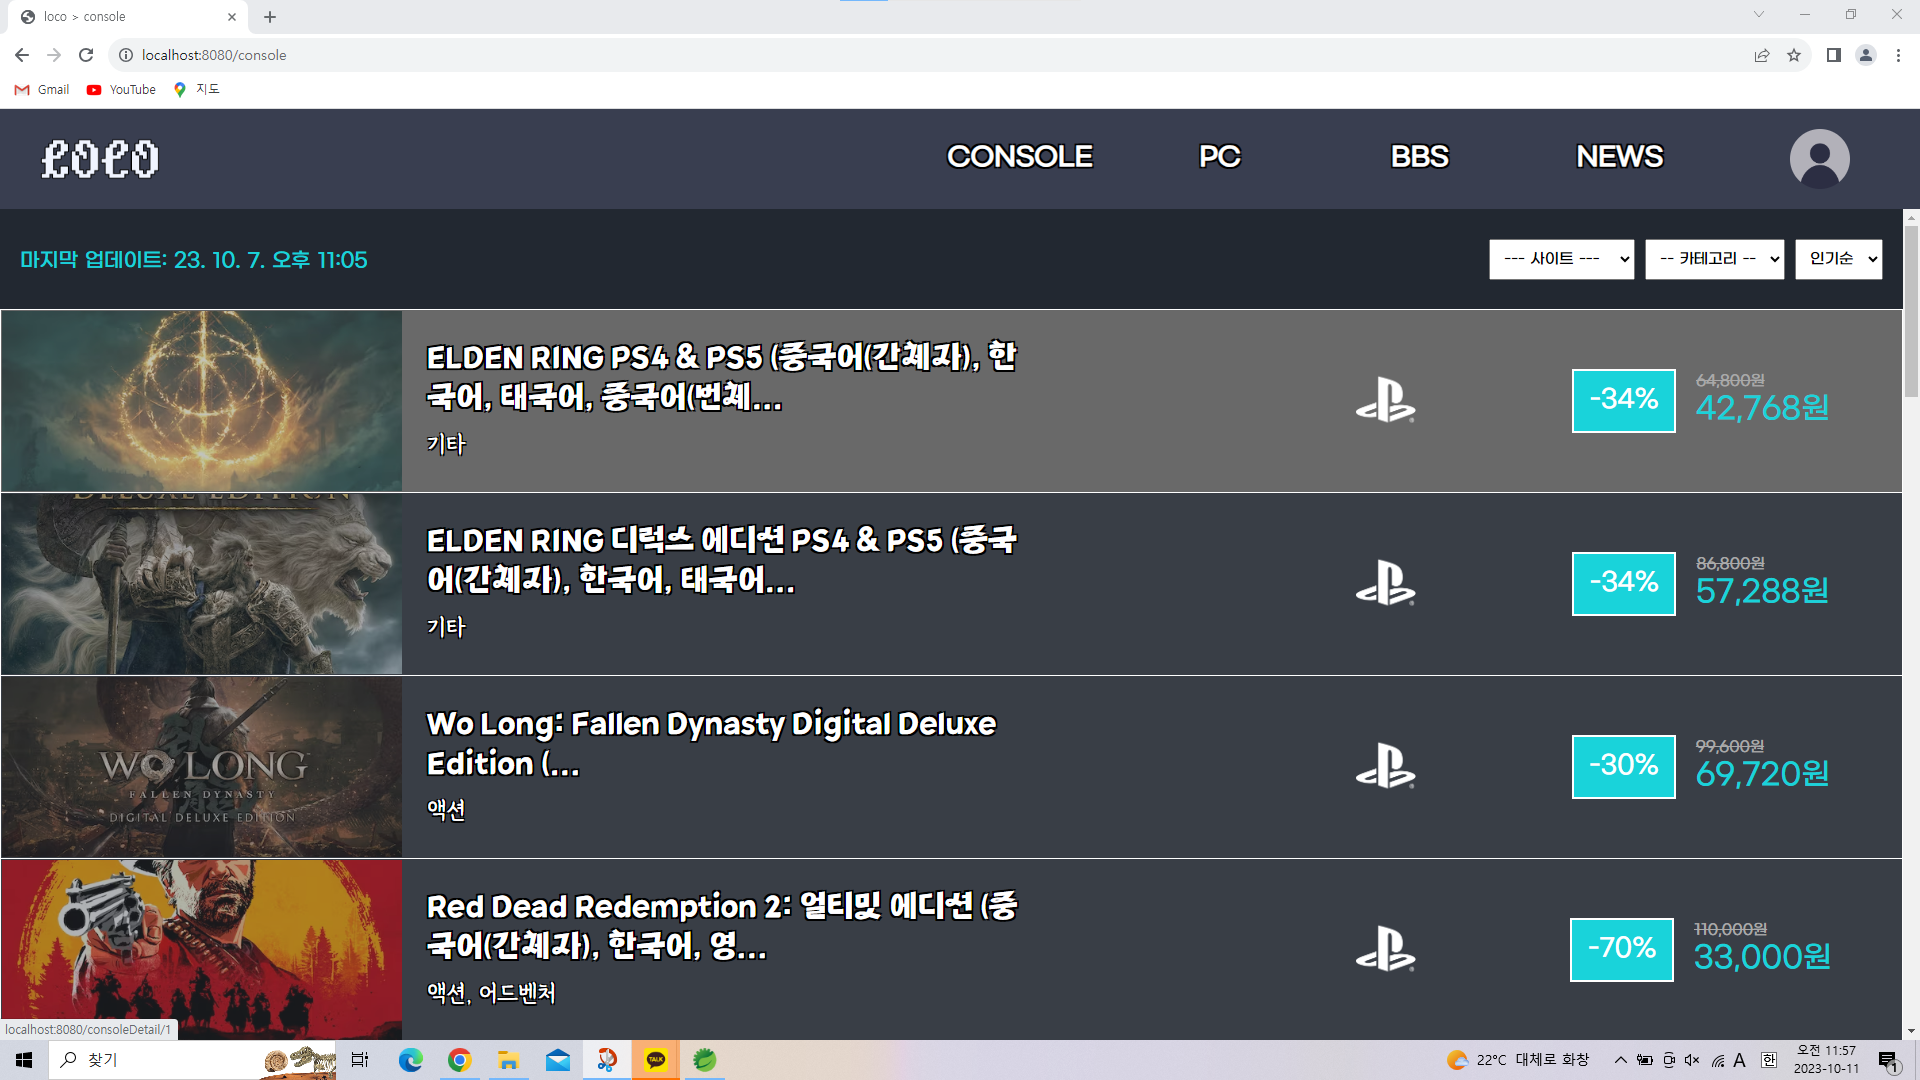 loco > console
localhost:8080/console
Gmail
YouTube
지도
LOCO
CONSOLE
PC
BBS
NEWS
마지막 업데이트: 23. 10. 7. 오후 11:05
--- 사이트 ---
-- 카테고리 --
인기순
ELDEN RING PS4 & PS5 (중국어(간체자), 한
국어, 태국어, 중국어(번체...
기타
-34%
64,800원
42,768원
DELUXE EDITION
ELDEN RING 디럭스 에디션 PS4 & PS5 (중국
어(간체자), 한국어, 태국어...
기타
-34%
86,800원
57,288원
WO LONG
FALLEN DYNASTY
DIGITAL DELUXE EDITION
Wo Long: Fallen Dynasty Digital Deluxe
Edition (...
액션
-30%
99,600원
69,720원
Red Dead Redemption 2: 얼티밋 에디션 (중
국어(간체자), 한국어, 영...
액션, 어드벤처
-70%
110,000원
33,000원
localhost:8080/consoleDetail/1
찾기
TALK
22°C 대체로 화창
A
한
오전 11:57
2023-10-11
1